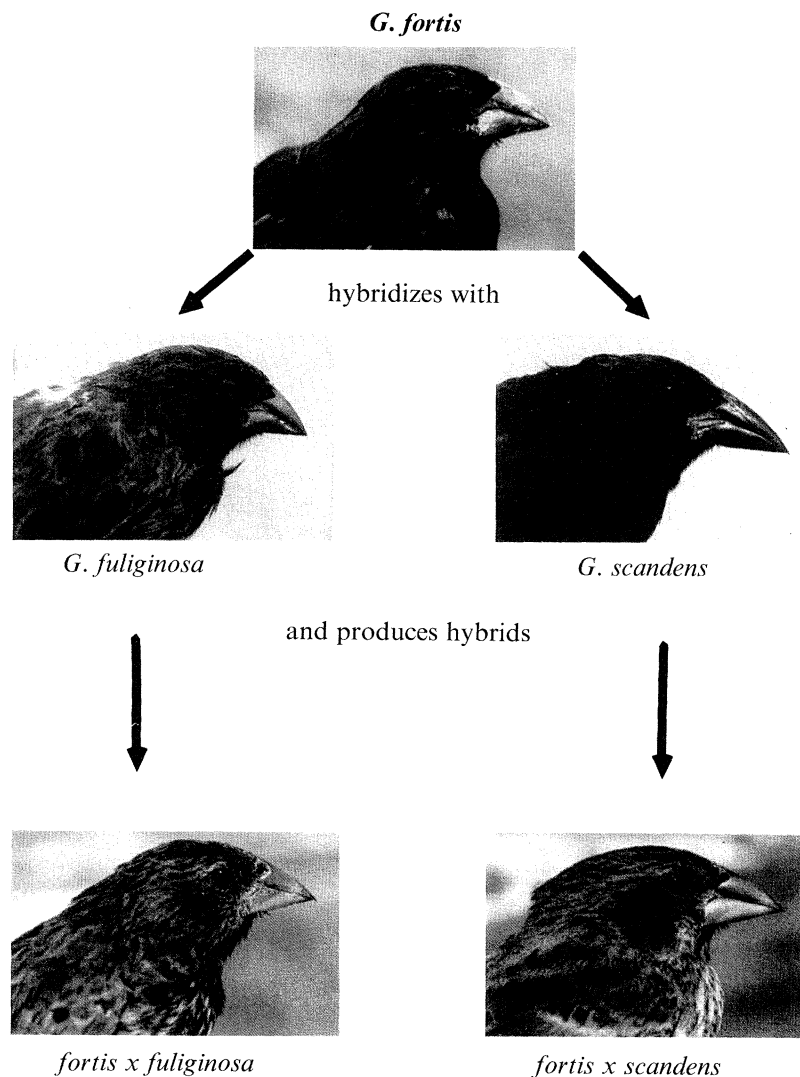 G. fortis
hybridizes with
G. fuliginosa
G. scandens
and produces hybrids
fortis x fuliginosa
fortis x scandens